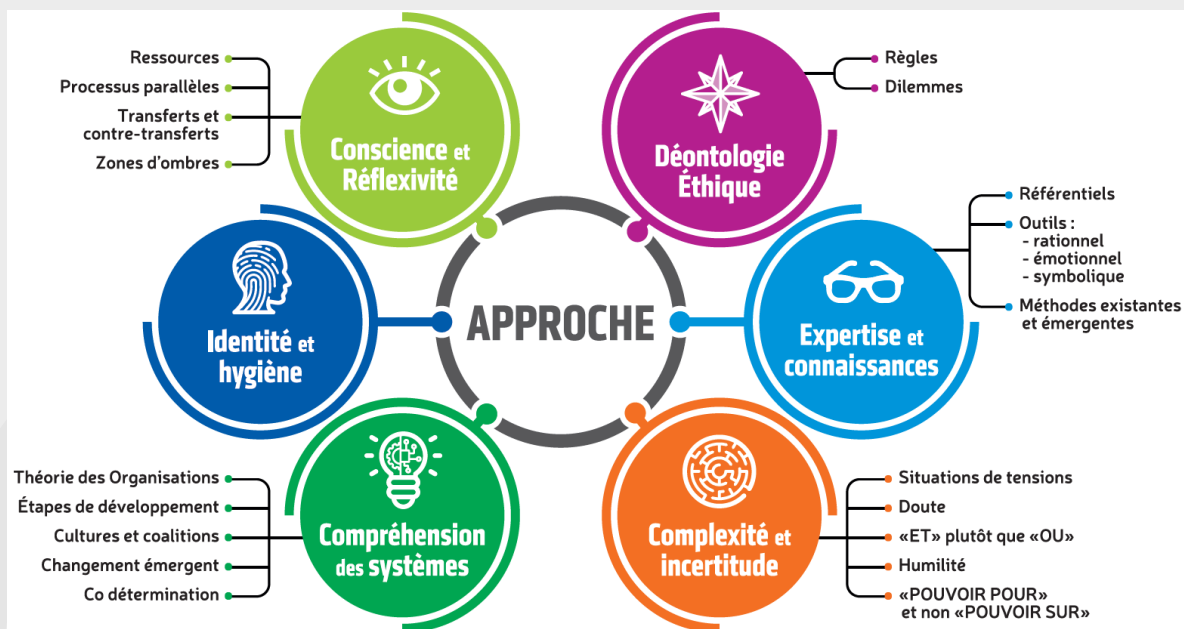 Ressources
Processus parallèles
Transferts et
contre-transferts
Zones d'ombres
Conscience et
Réflexivité
Déontologie
Éthique
Règles
Dilemmes
Identité et
hygiène
APPROCHE
Expertise et
connaissances
Référentiels
Outils :
- rationnel
- émotionnel
- symbolique
Méthodes existantes
et émergentes
Théorie des Organisations
Étapes de développement
Cultures et coalitions
Changement émergent
Co détermination
Compréhension
des systèmes
Complexité et
incertitude
Situations de tensions
Doute
«ET» plutôt que «OU»
Humilité
«POUVOIR POUR»
et non «POUVOIR SUR»